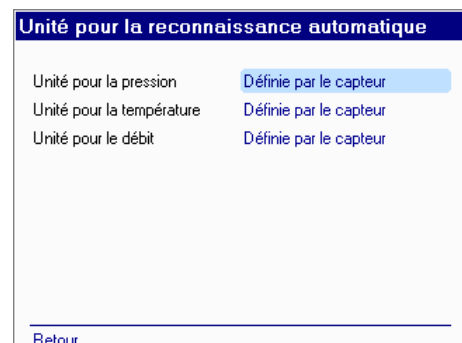 Unité pour la reconnaissance automatique
Unité pour la pression Définie par le capteur
Unité pour la température Définie par le capteur
Unité pour le débit Définie par le capteur
Retour